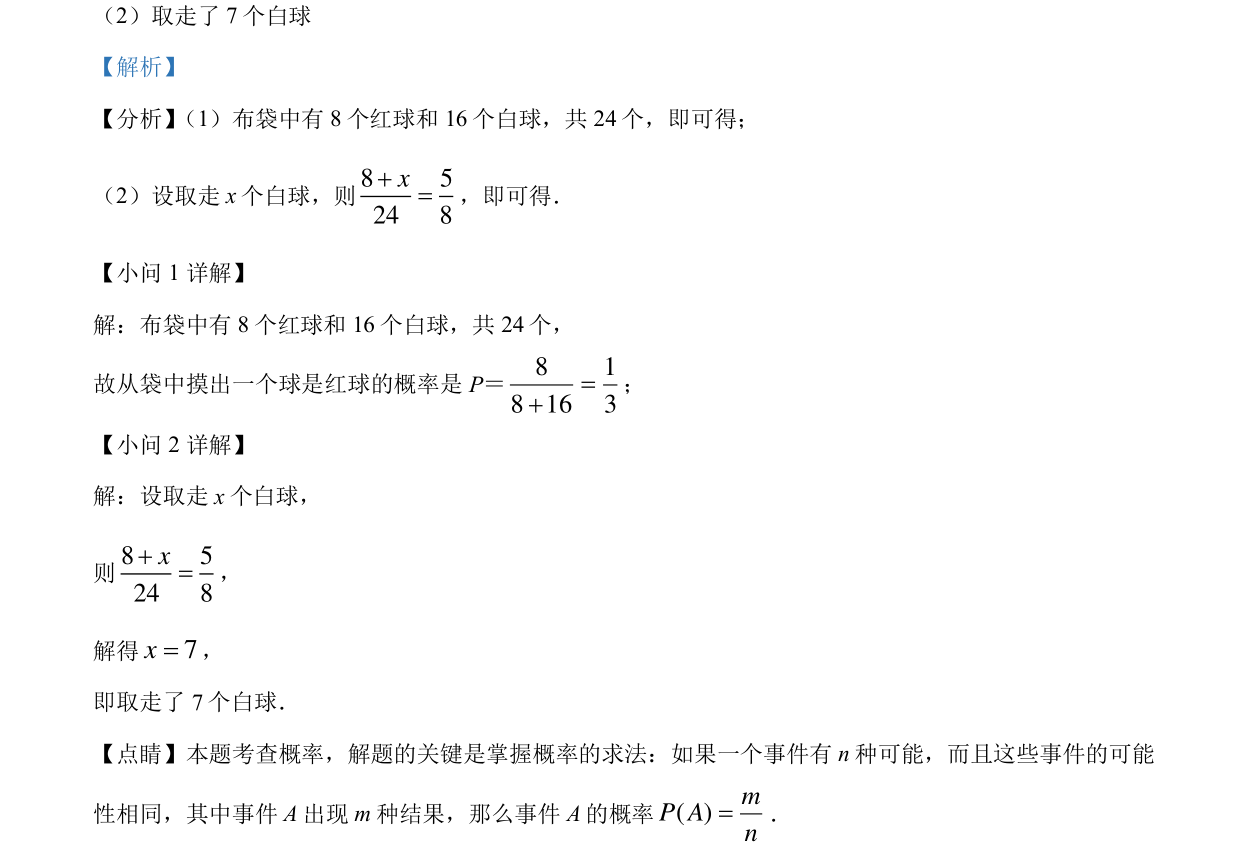 （2）取走了 7 个白球
【解析】
【分析】（1）布袋中有 8 个红球和 16 个白球，共 24 个，即可得；
（2）设取走 x 个白球，则 \frac{8+x}{24}=\frac{5}{8}，即可得．
【小问 1 详解】
解：布袋中有 8 个红球和 16 个白球，共 24 个，
故从袋中摸出一个球是红球的概率是 P＝\frac{8}{8+16}=\frac{1}{3}；
【小问 2 详解】
解：设取走 x 个白球，
则 \frac{8+x}{24}=\frac{5}{8}，
解得 x=7，
即取走了 7 个白球．
【点睛】本题考查概率，解题的关键是掌握概率的求法：如果一个事件有 n 种可能，而且这些事件的可能
性相同，其中事件 A 出现 m 种结果，那么事件 A 的概率 P(A)=\frac{m}{n}．